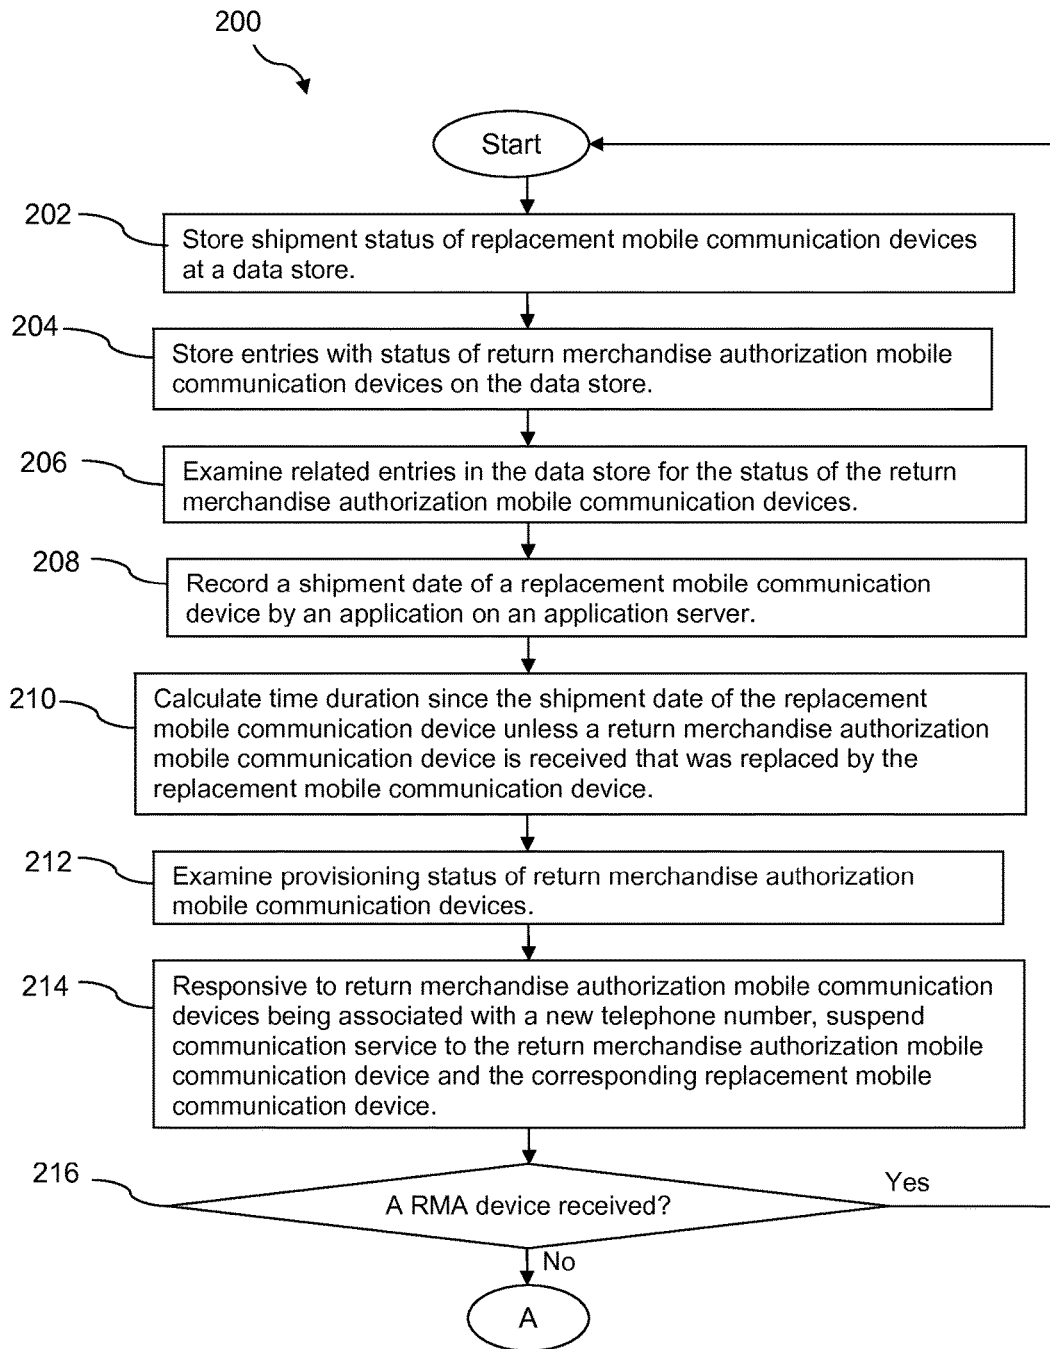 200
Start
202
Store shipment status of replacement mobile communication devices
at a data store.
204
Store entries with status of return merchandise authorization mobile
communication devices on the data store.
206
Examine related entries in the data store for the status of the return
merchandise authorization mobile communication devices.
208
Record a shipment date of a replacement mobile communication
device by an application on an application server.
210
Calculate time duration since the shipment date of the replacement
mobile communication device unless a return merchandise authorization
mobile communication device is received that was replaced by the
replacement mobile communication device.
212
Examine provisioning status of return merchandise authorization
mobile communication devices.
214
Responsive to return merchandise authorization mobile communication
devices being associated with a new telephone number, suspend
communication service to the return merchandise authorization mobile
communication device and the corresponding replacement mobile
communication device.
216
A RMA device received?
Yes
No
A